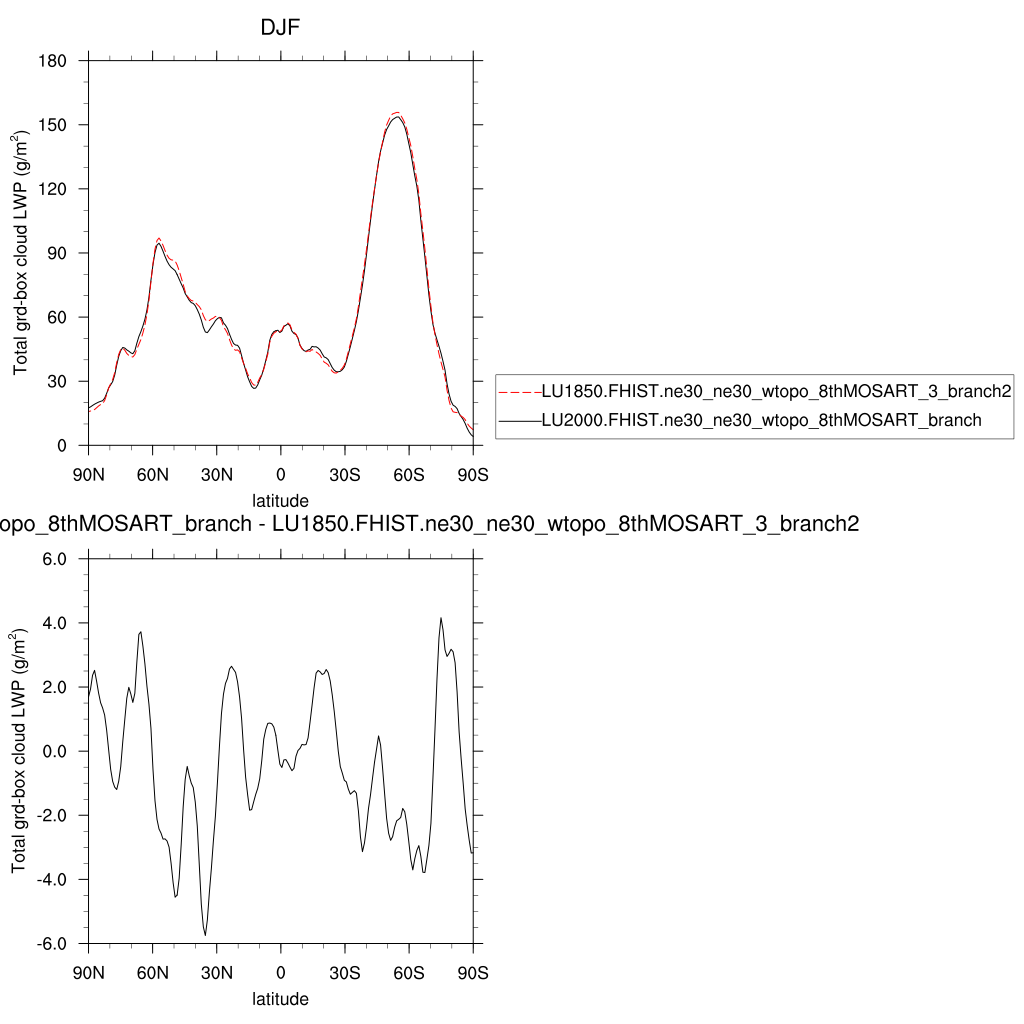 DJF
Total grd-box cloud LWP (g/m²)
180
150
120
90
60
30
0
90N 60N 30N 0 30S 60S 90S
latitude
LU1850.FHIST.ne30_ne30_wtopo_8thMOSART_3_branch2
LU2000.FHIST.ne30_ne30_wtopo_8thMOSART_branch
opo_8thMOSART_branch - LU1850.FHIST.ne30_ne30_wtopo_8thMOSART_3_branch2
Total grd-box cloud LWP (g/m²)
6.0
4.0
2.0
0.0
-2.0
-4.0
-6.0
90N 60N 30N 0 30S 60S 90S
latitude